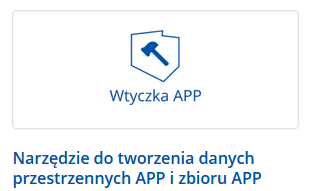 Wtyczka APP
Narzędzie do tworzenia danych
przestrzennych APP i zbioru APP